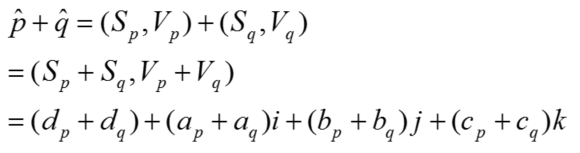 p̂ + q̂ = (S_p, V_p) + (S_q, V_q)
= (S_p + S_q, V_p + V_q)
= (d_p + d_q) + (a_p + a_q)i + (b_p + b_q)j + (c_p + c_q)k